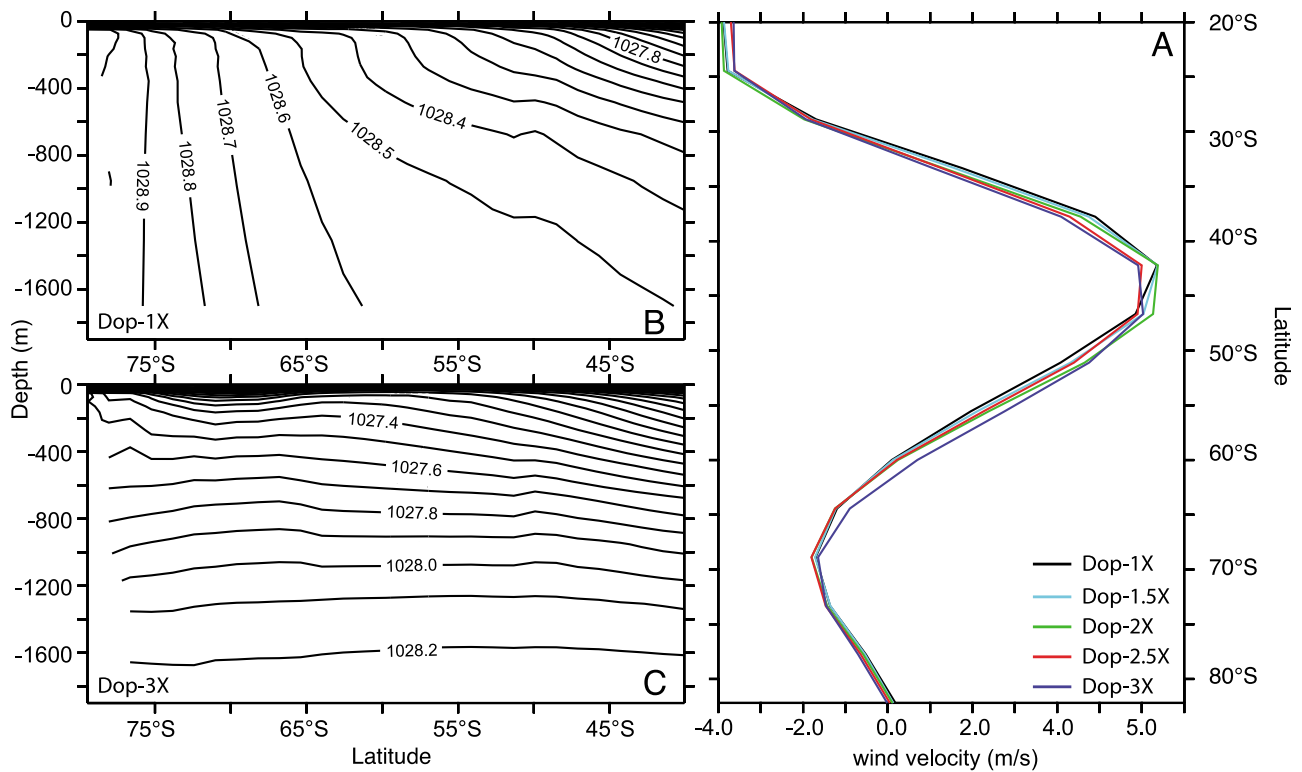 0
-400
-800
-1200
-1600
Depth (m)
1027.8
1028.4
1028.5
1028.6
1028.7
1028.8
1028.9
Dop-1X
B
75°S
65°S
55°S
45°S
0
-400
-800
-1200
-1600
1027.4
1027.6
1027.8
1028.0
1028.2
Dop-3X
C
75°S
65°S
55°S
45°S
Latitude
A
20°S
30°S
40°S
50°S
60°S
70°S
80°S
Latitude
Dop-1X
Dop-1.5X
Dop-2X
Dop-2.5X
Dop-3X
-4.0
-2.0
0.0
2.0
4.0
5.0
wind velocity (m/s)